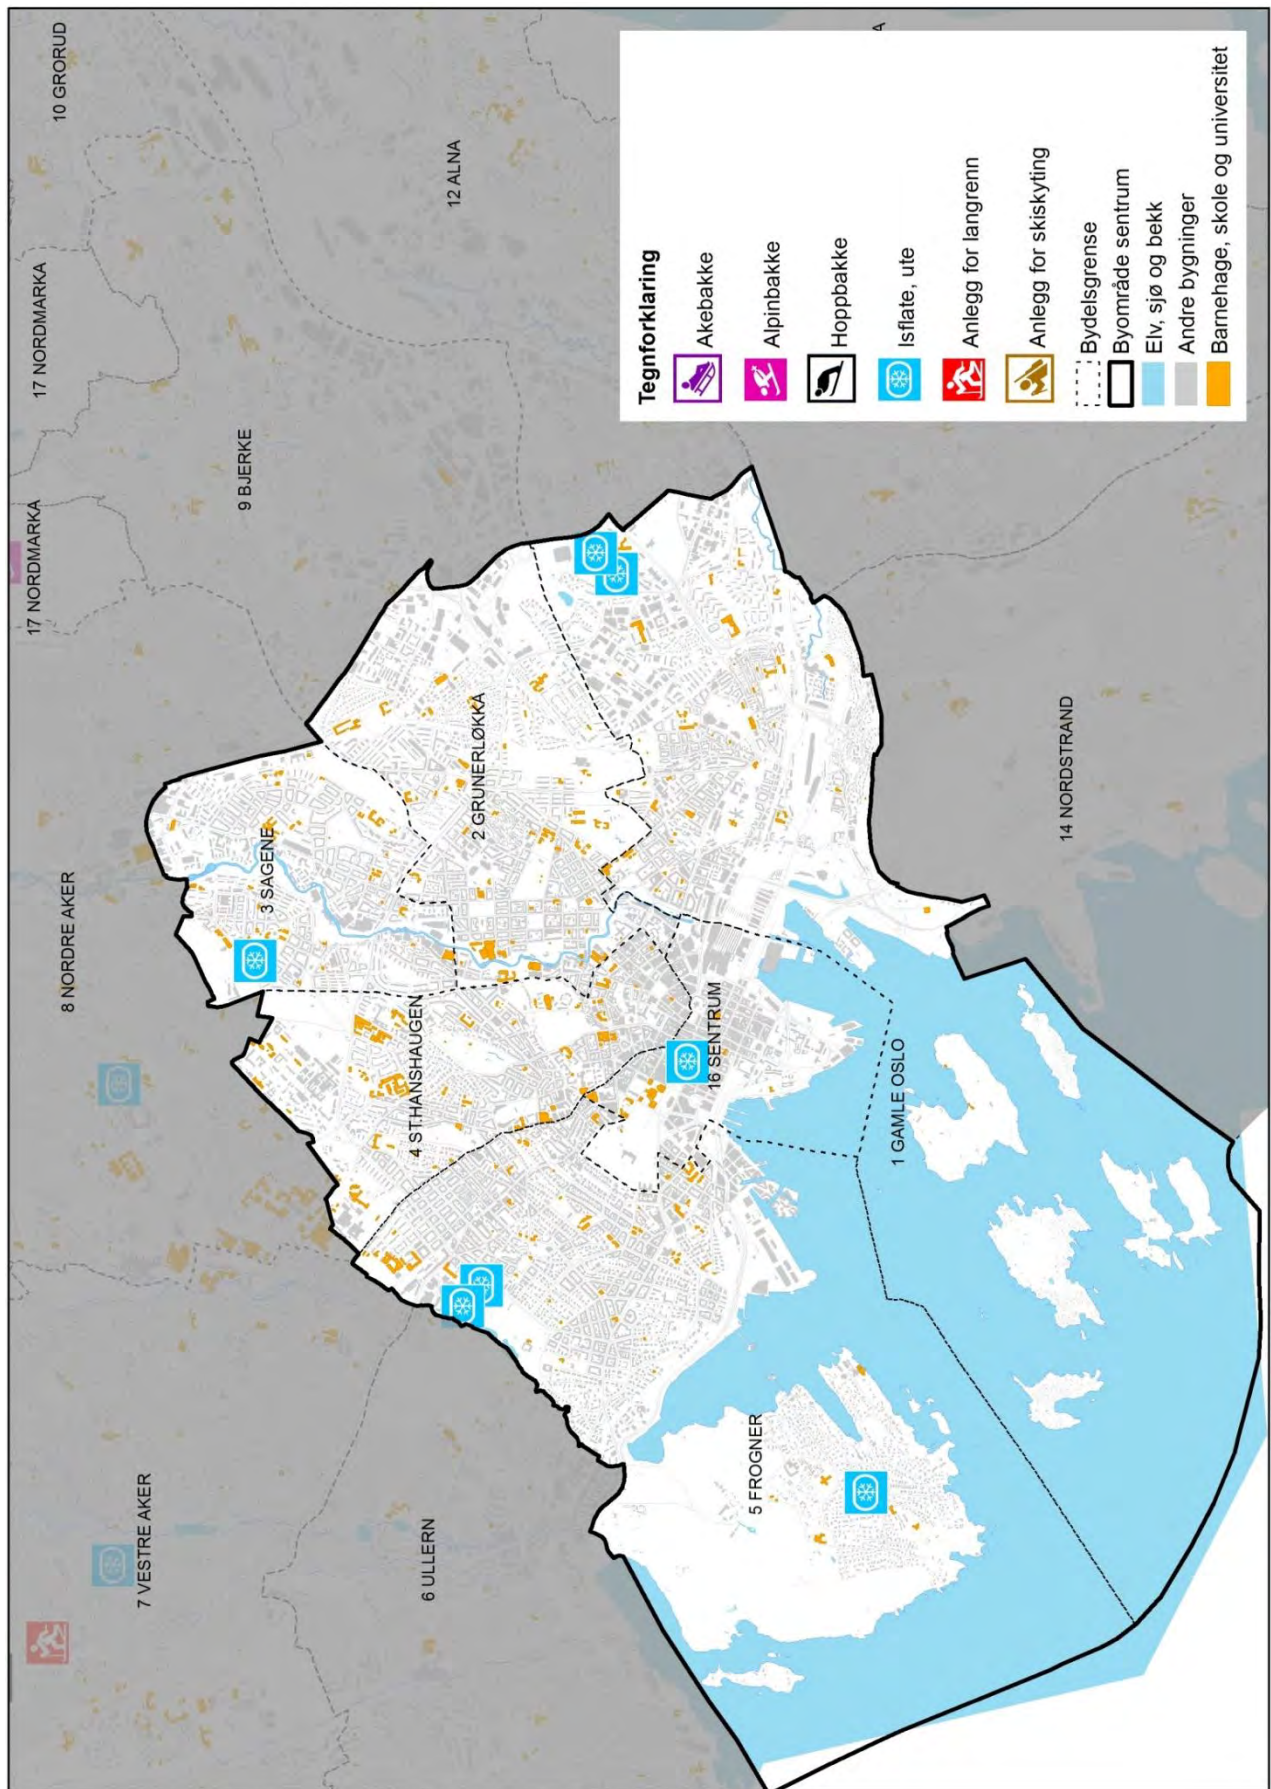 10 GRORUD
17 NORDMARKA
12 ALNA
9 BJERKE
17 NORDMARKA
8 NORDRE AKER
3 SAGENE
2 GRUNERLØKKA
14 NORDSTRAND
4 ST.HANSHAUGEN
16 SENTRUM
1 GAMLE OSLO
7 VESTRE AKER
6 ULLERN
5 FROGNER
A
Tegnforklaring
Akebakke
Alpinbakke
Hoppbakke
Isflate, ute
Anlegg for langrenn
Anlegg for skiskyting
Bydelsgrense
Byområde sentrum
Elv, sjø og bekk
Andre bygninger
Barnehage, skole og universitet